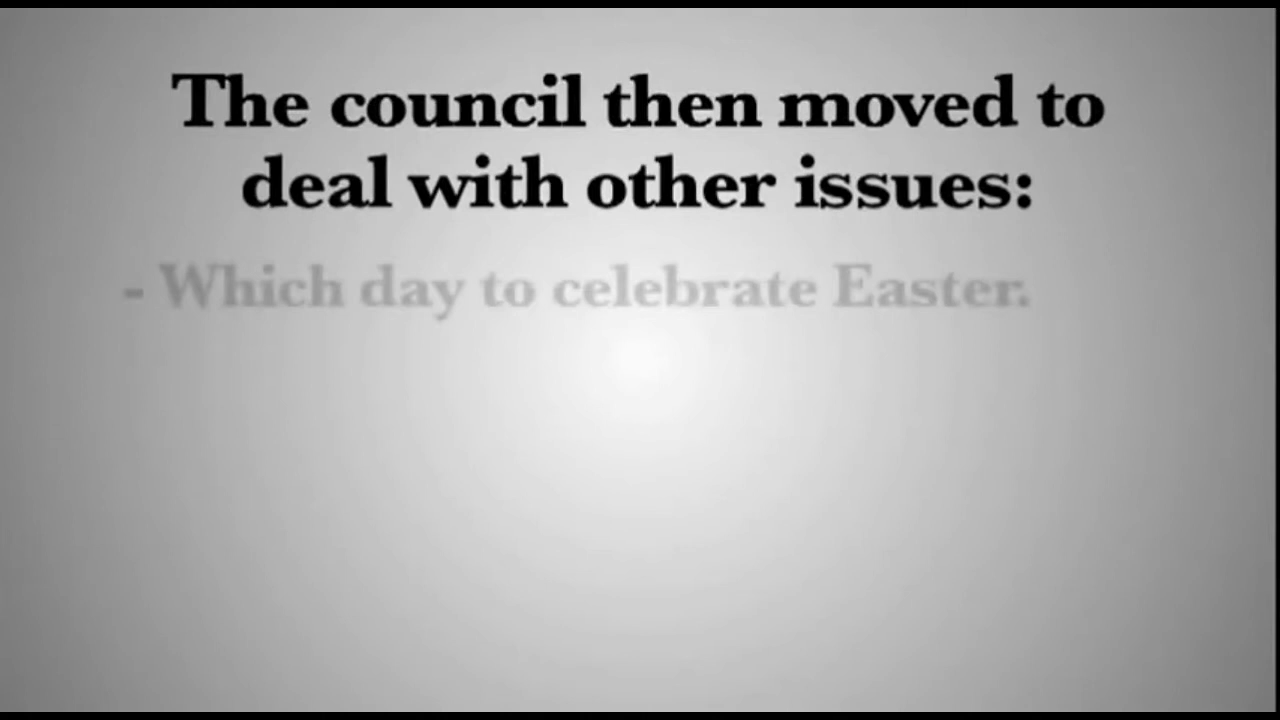 The council then moved to
deal with other issues:
- Which day to celebrate Easter.